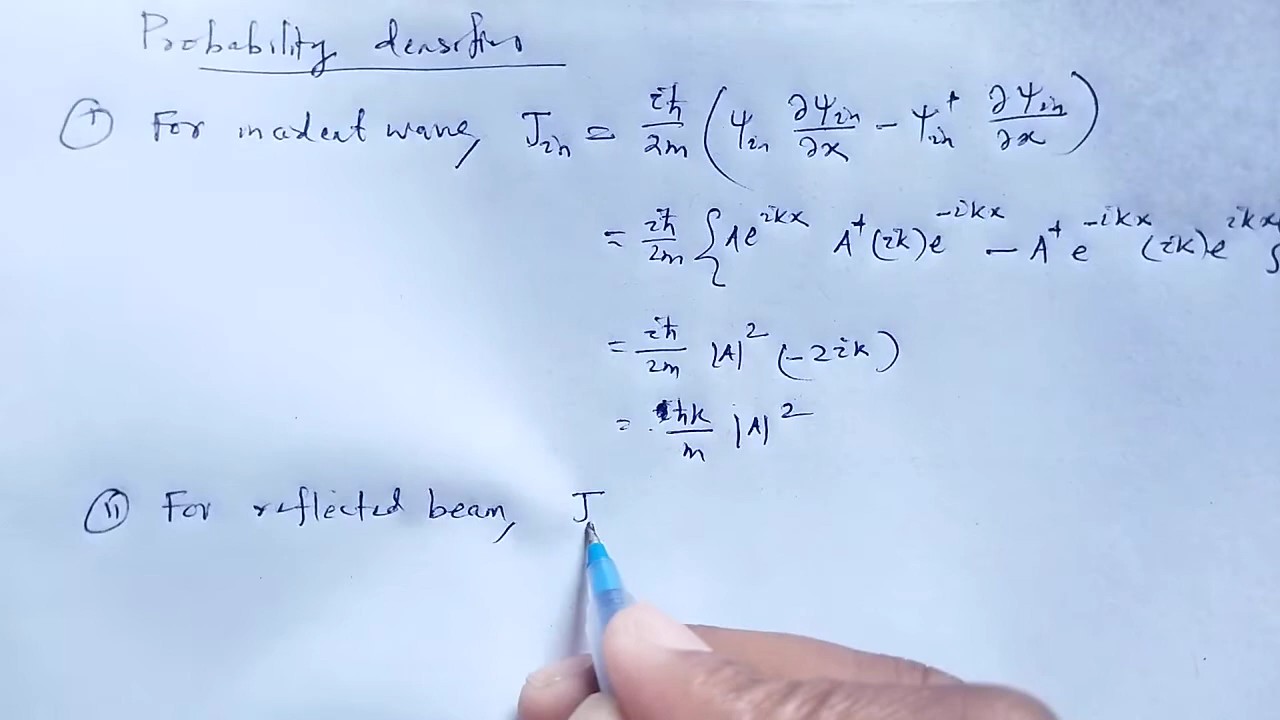 Probability densities
(i) For incident wave, J_in = iħ/2m (ψ_in ∂ψ_in/∂x − ψ_in^+ ∂ψ_in/∂x)
= iħ/2m { Ae^{ikx} A^+(ik)e^{-ikx} − A^+ e^{-ikx} (ik)e^{ikx}
= iħ/2m |A|^2 (−2ik)
= ħk/m |A|^2
(ii) For reflected beam, J